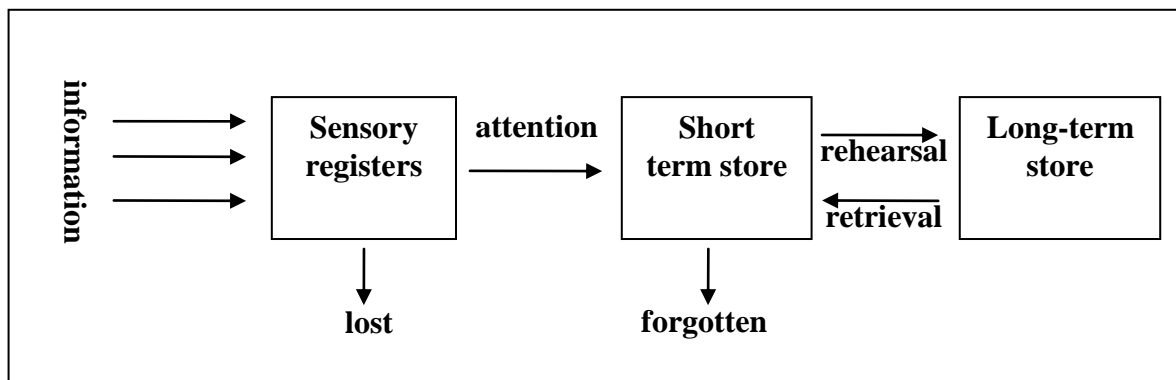 information
Sensory
registers
attention
Short
term store
rehearsal
retrieval
Long-term
store
lost
forgotten